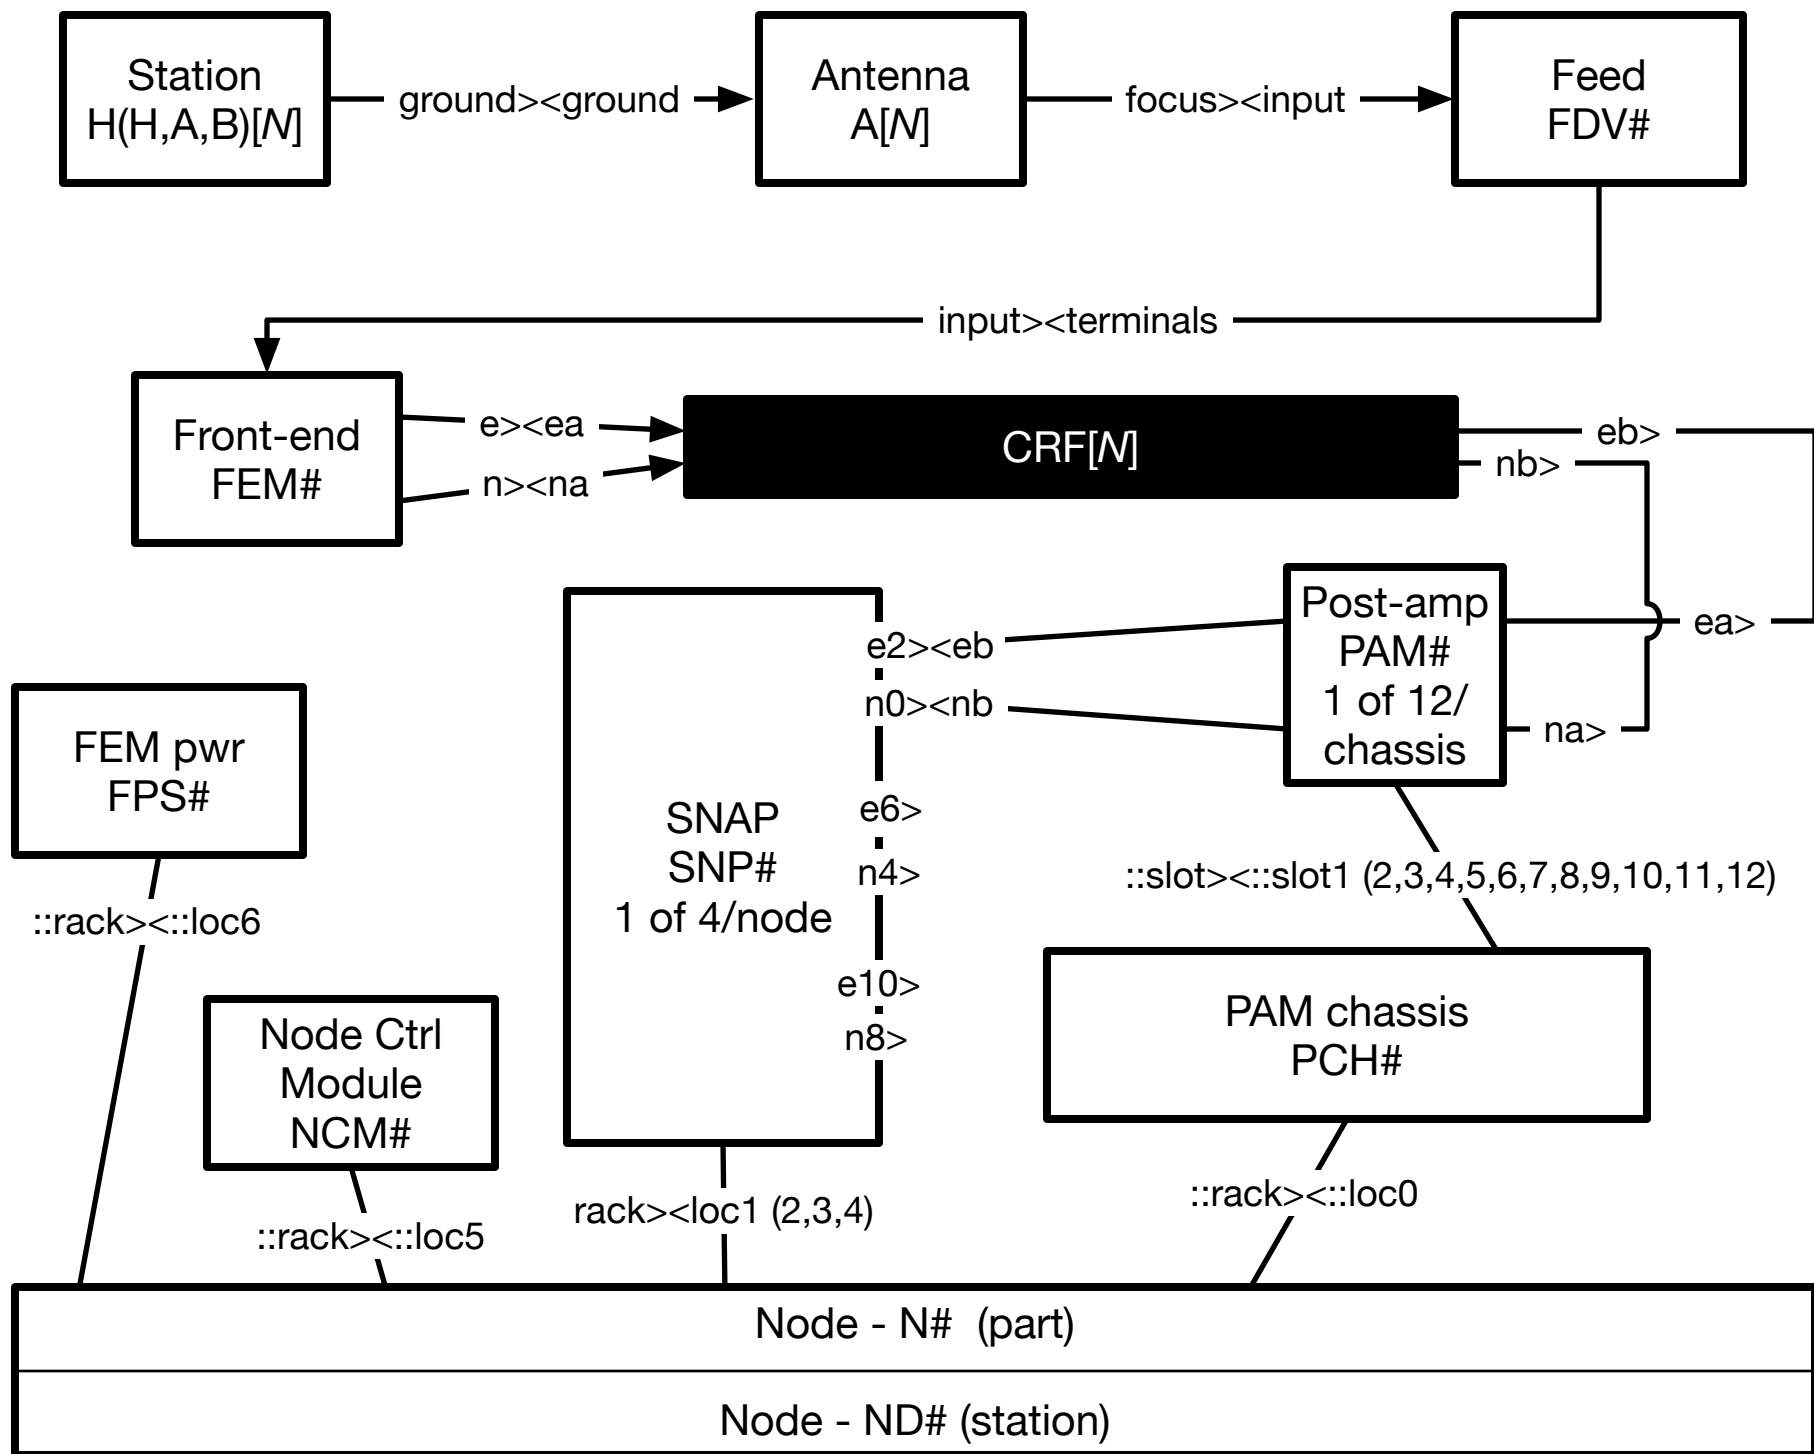 Station
H(H,A,B)[N]
ground><ground
Antenna
A[N]
focus><input
Feed
FDV#
input><terminals
Front-end
FEM#
e><ea
n><na
CRF[N]
eb>
nb>
Post-amp
PAM#
1 of 12/
chassis
ea>
na>
e2><eb
n0><nb
e6>
n4>
e10>
n8>
SNAP
SNP#
1 of 4/node
FEM pwr
FPS#
::rack><::loc6
::slot><::slot1 (2,3,4,5,6,7,8,9,10,11,12)
PAM chassis
PCH#
Node Ctrl
Module
NCM#
::rack><::loc5
rack><loc1 (2,3,4)
::rack><::loc0
Node - N#  (part)
Node - ND# (station)